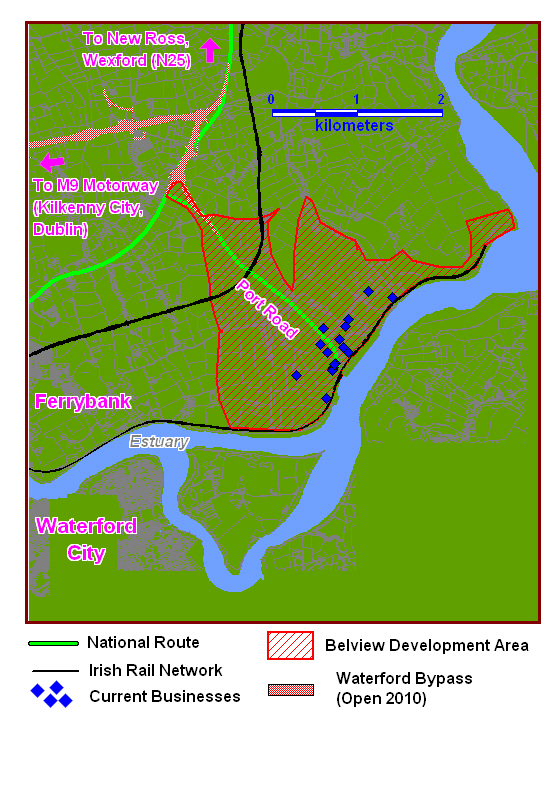 To New Ross,
Wexford (N25)
0 1 2
kilometers
To M9 Motorway
(Kilkenny City,
Dublin)
Port Road
Ferrybank
Estuary
Waterford
City
National Route
Irish Rail Network
Current Businesses
Belview Development Area
Waterford Bypass
(Open 2010)